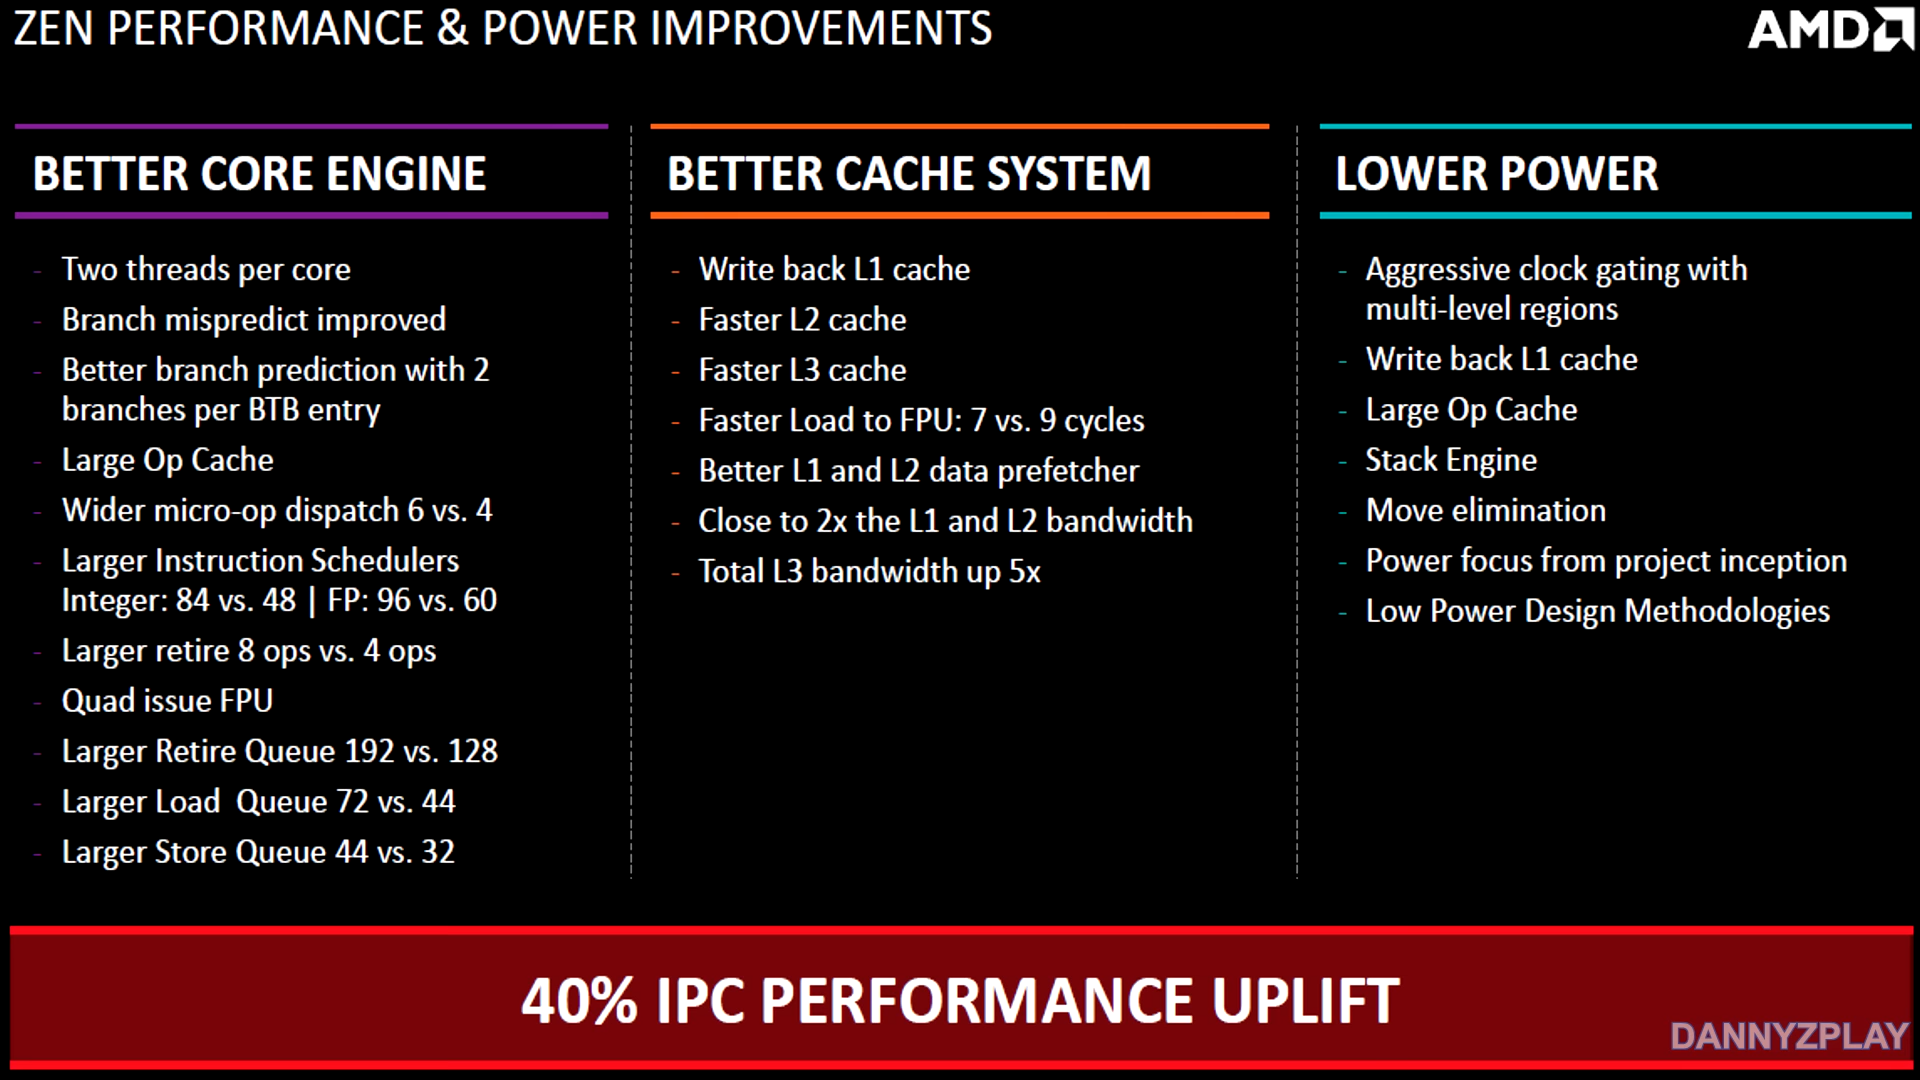 ZEN PERFORMANCE & POWER IMPROVEMENTS
AMD
BETTER CORE ENGINE
- Two threads per core
- Branch mispredict improved
- Better branch prediction with 2
branches per BTB entry
- Large Op Cache
- Wider micro-op dispatch 6 vs. 4
- Larger Instruction Schedulers
Integer: 84 vs. 48 | FP: 96 vs. 60
- Larger retire 8 ops vs. 4 ops
- Quad issue FPU
- Larger Retire Queue 192 vs. 128
- Larger Load  Queue 72 vs. 44
- Larger Store Queue 44 vs. 32
BETTER CACHE SYSTEM
- Write back L1 cache
- Faster L2 cache
- Faster L3 cache
- Faster Load to FPU: 7 vs. 9 cycles
- Better L1 and L2 data prefetcher
- Close to 2x the L1 and L2 bandwidth
- Total L3 bandwidth up 5x
LOWER POWER
- Aggressive clock gating with
multi-level regions
- Write back L1 cache
- Large Op Cache
- Stack Engine
- Move elimination
- Power focus from project inception
- Low Power Design Methodologies
40% IPC PERFORMANCE UPLIFT
DANNYZPLAY